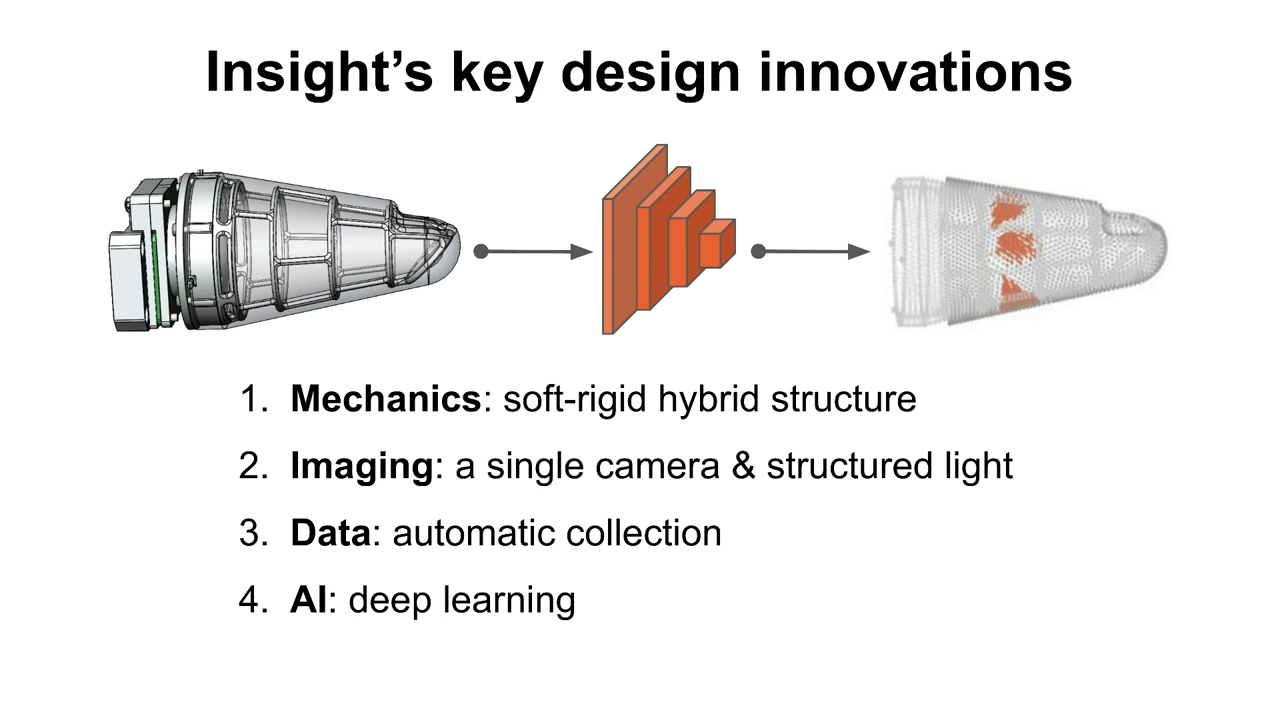 Insight’s key design innovations
1. Mechanics: soft-rigid hybrid structure
2. Imaging: a single camera & structured light
3. Data: automatic collection
4. AI: deep learning